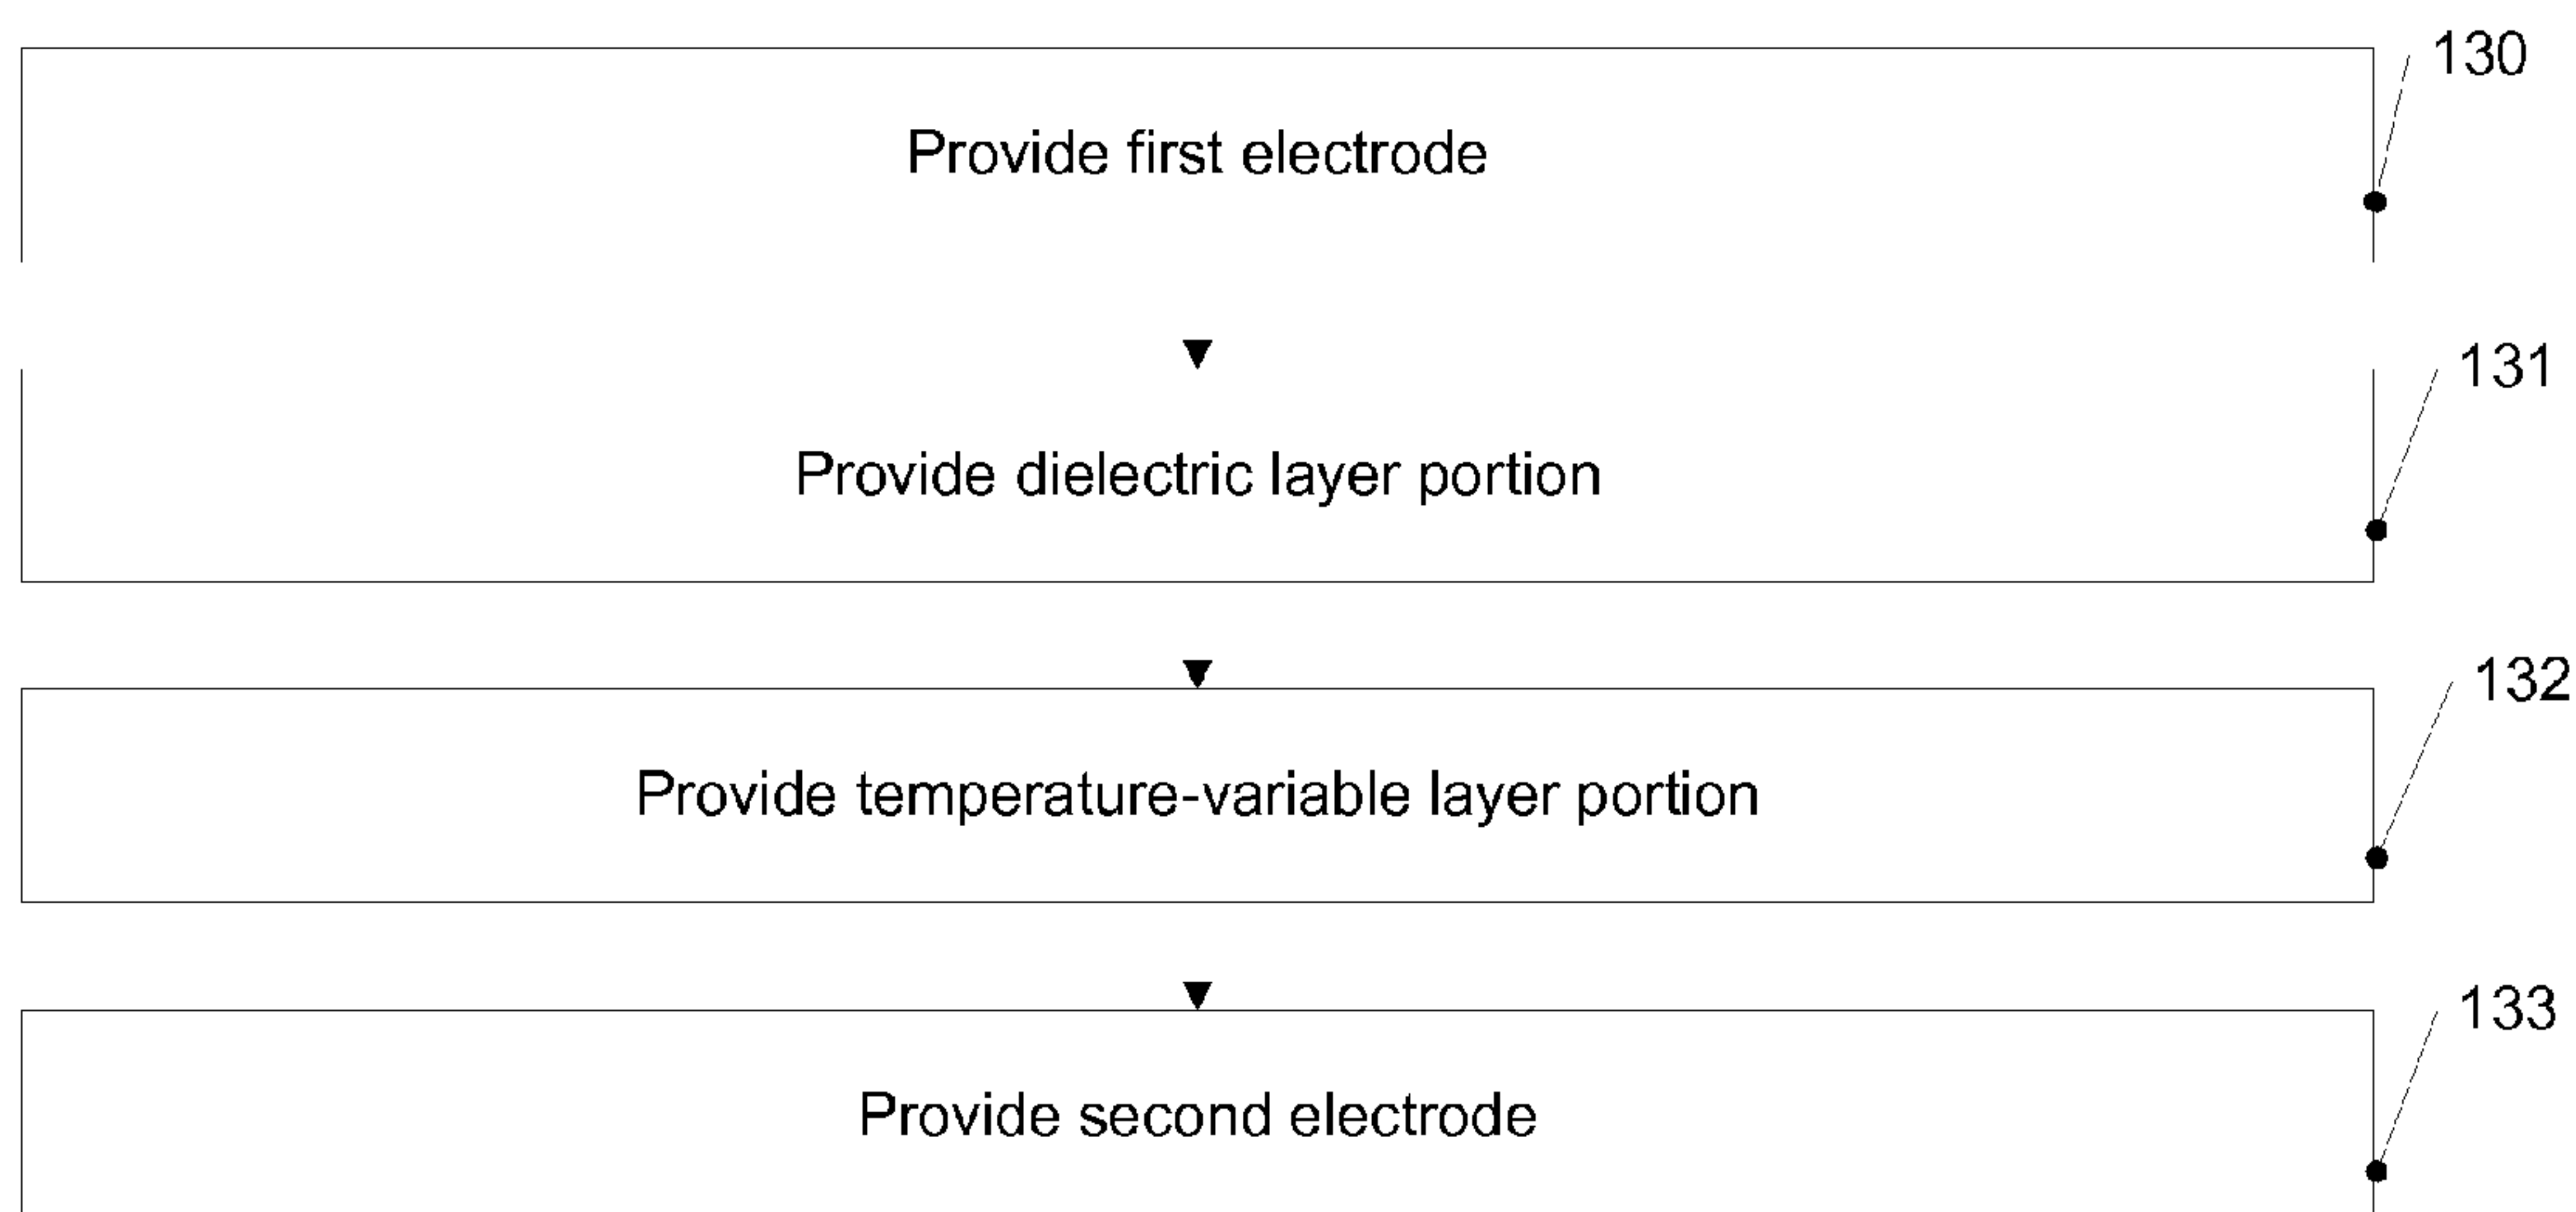 130
Provide first electrode
131
Provide dielectric layer portion
132
Provide temperature-variable layer portion
133
Provide second electrode